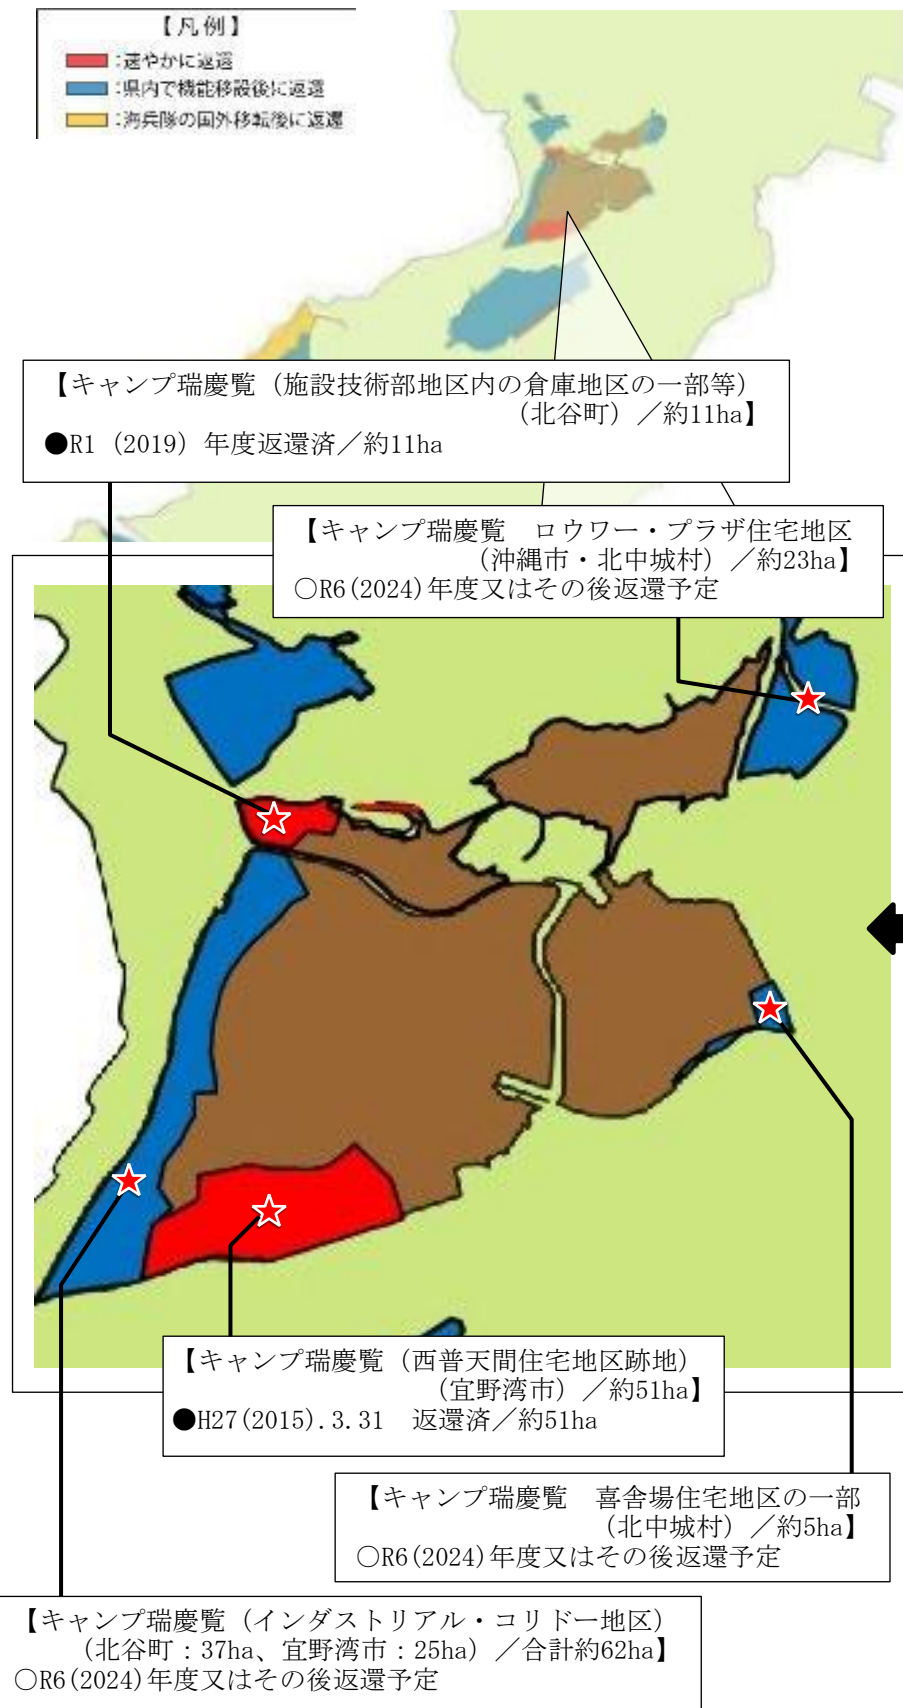 【凡例】
:速やかに返還
:県内で機能移設後に返還
:海兵隊の国外移転後に返還
【キャンプ瑞慶覧（施設技術部地区内の倉庫地区の一部等）
（北谷町）／約11ha】
●R1（2019）年度返還済／約11ha
【キャンプ瑞慶覧　ロウワー・プラザ住宅地区
（沖縄市・北中城村）／約23ha】
○R6(2024)年度又はその後返還予定
【キャンプ瑞慶覧（西普天間住宅地区跡地）
（宜野湾市）／約51ha】
●H27(2015).3.31　返還済／約51ha
【キャンプ瑞慶覧　喜舎場住宅地区の一部
（北中城村）／約5ha】
○R6(2024)年度又はその後返還予定
【キャンプ瑞慶覧（インダストリアル・コリドー地区）
（北谷町：37ha、宜野湾市：25ha）／合計約62ha】
○R6(2024)年度又はその後返還予定